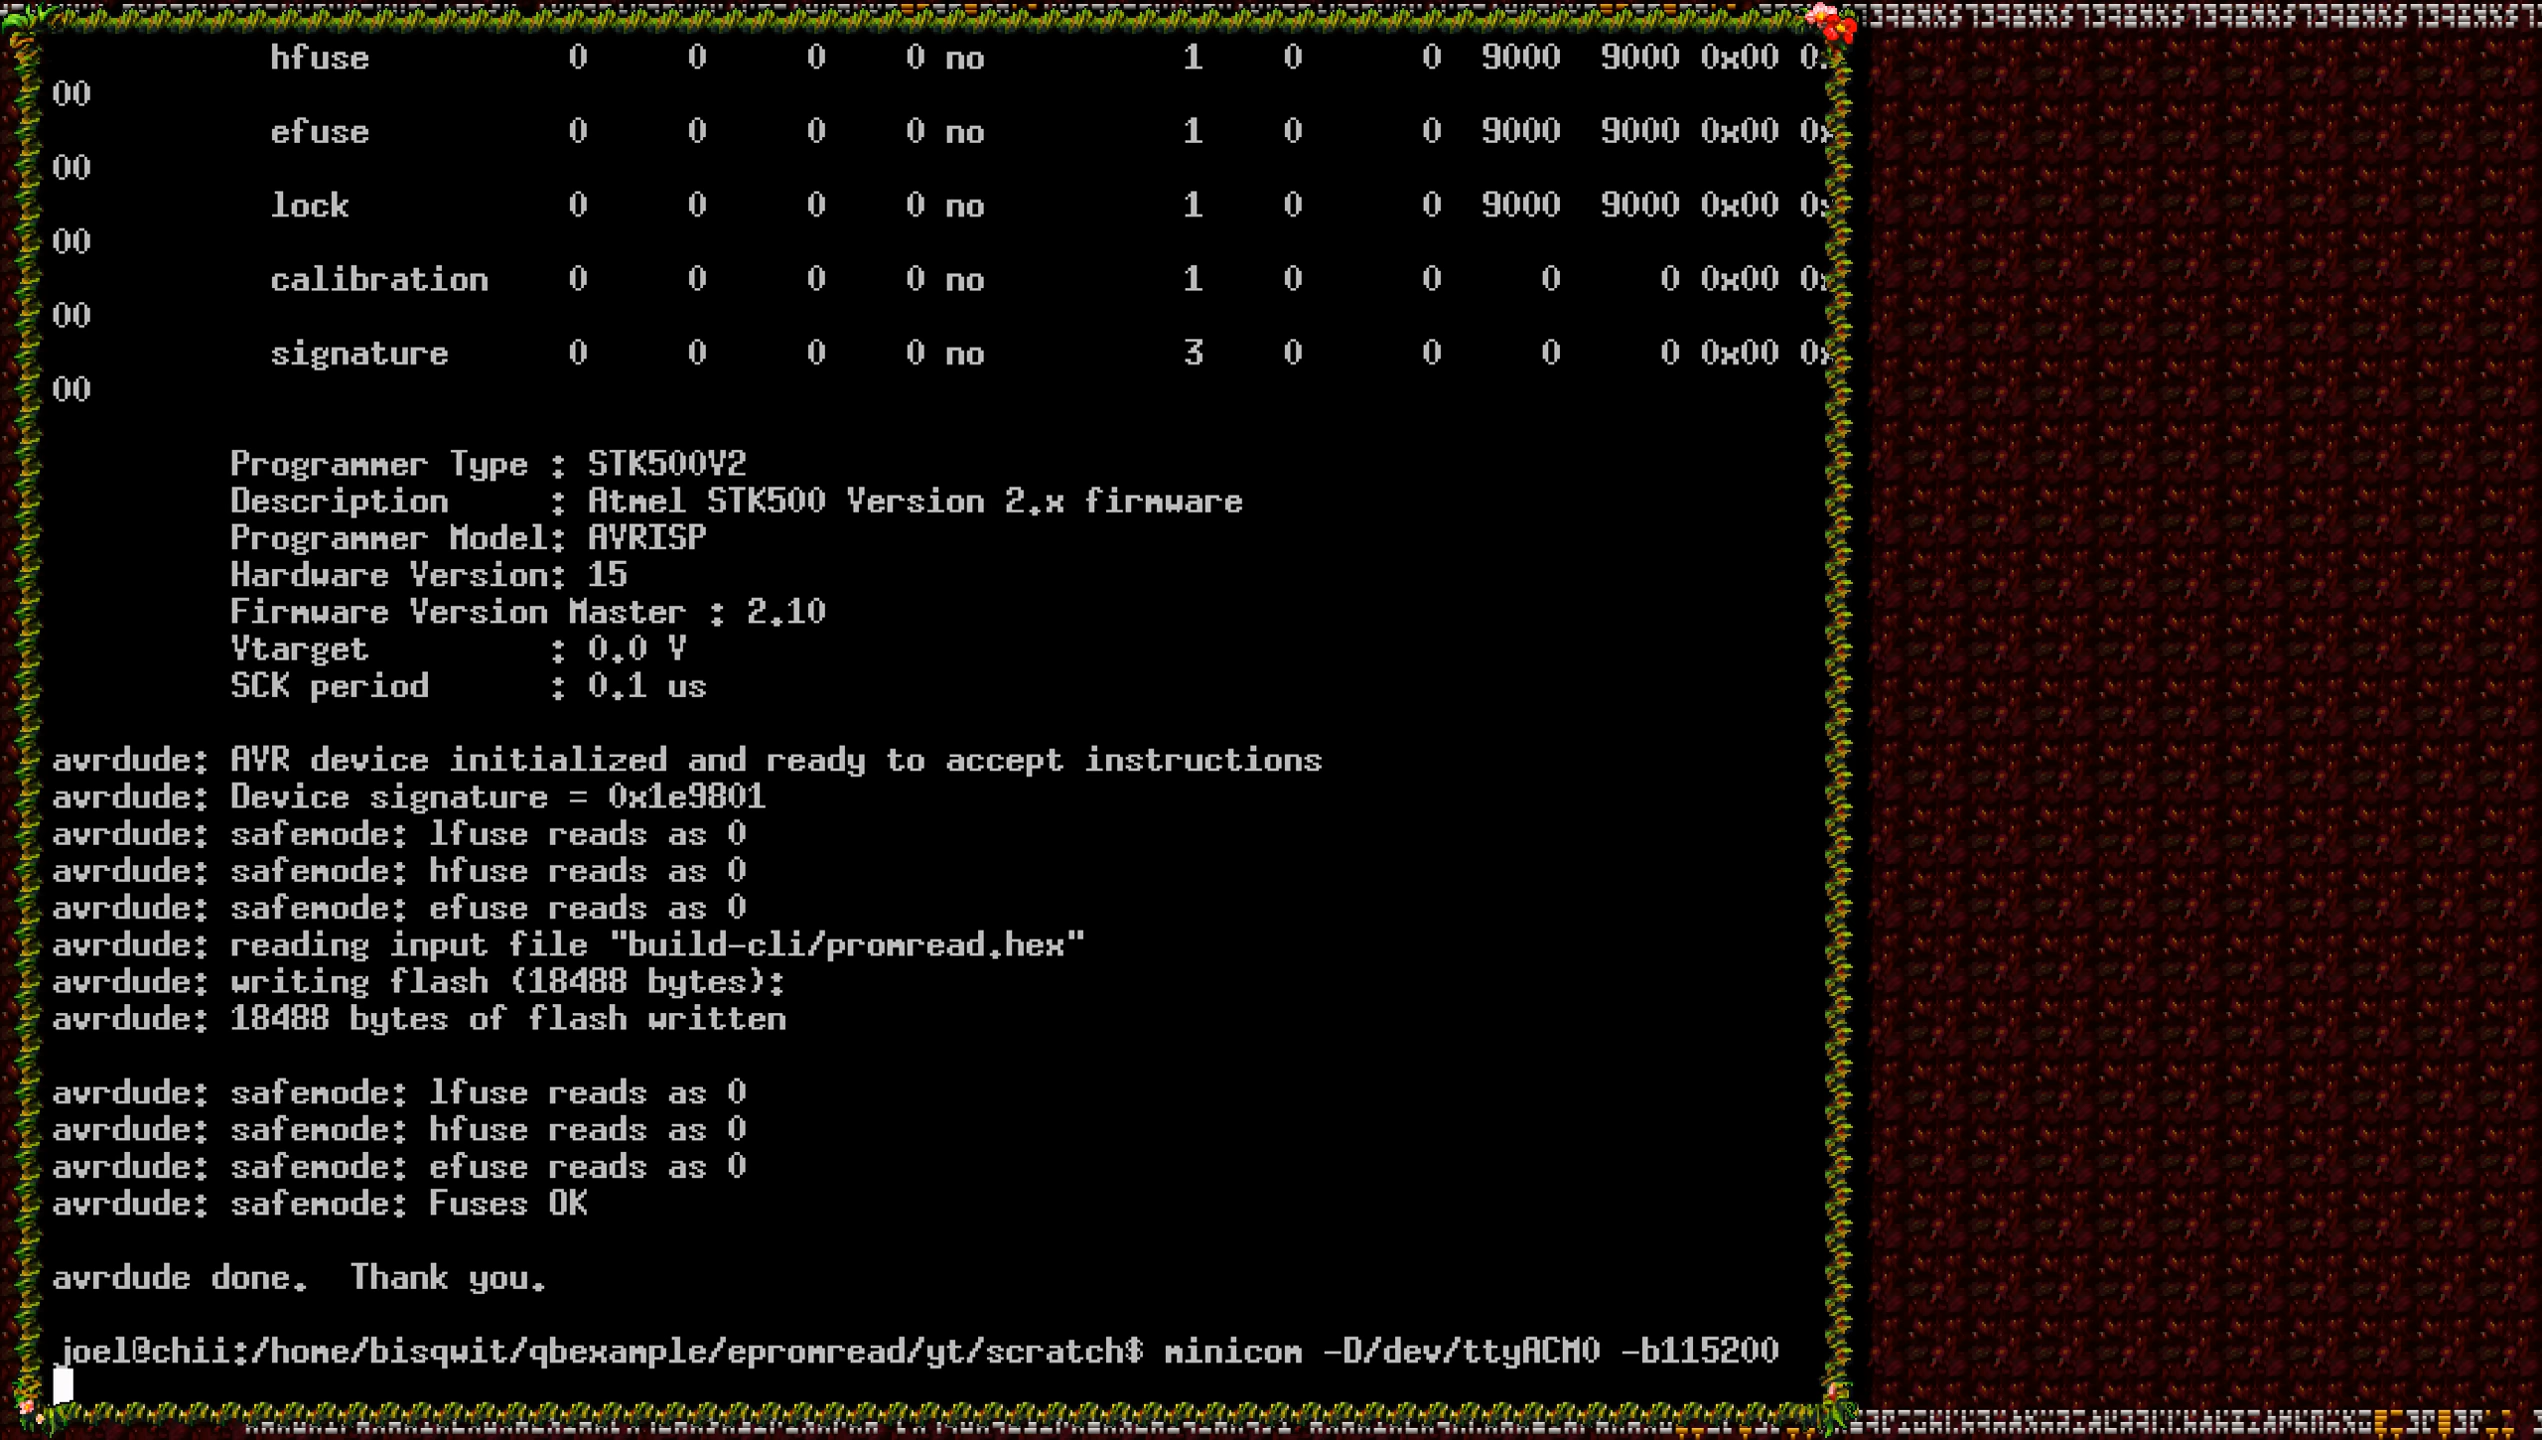 hfuse 0 0 0 0 no 1 0 0 9000 9000 0x00 0x
00
efuse 0 0 0 0 no 1 0 0 9000 9000 0x00 0x
00
lock 0 0 0 0 no 1 0 0 9000 9000 0x00 0x
00
calibration 0 0 0 0 no 1 0 0 0 0 0x00 0x
00
signature 0 0 0 0 no 3 0 0 0 0 0x00 0x
00
Programmer Type : STK500V2
Description : Atmel STK500 Version 2.x firmware
Programmer Model: AVRISP
Hardware Version: 15
Firmware Version Master : 2.10
Vtarget : 0.0 V
SCK period : 0.1 us
avrdude: AVR device initialized and ready to accept instructions
avrdude: Device signature = 0x1e9801
avrdude: safemode: lfuse reads as 0
avrdude: safemode: hfuse reads as 0
avrdude: safemode: efuse reads as 0
avrdude: reading input file "build-cli/promread.hex"
avrdude: writing flash (18488 bytes):
avrdude: 18488 bytes of flash written
avrdude: safemode: lfuse reads as 0
avrdude: safemode: hfuse reads as 0
avrdude: safemode: efuse reads as 0
avrdude: safemode: Fuses OK
avrdude done.  Thank you.
joel@chii:/home/bisqwit/qbexample/epromread/yt/scratch$ minicom -D/dev/ttyACM0 -b115200